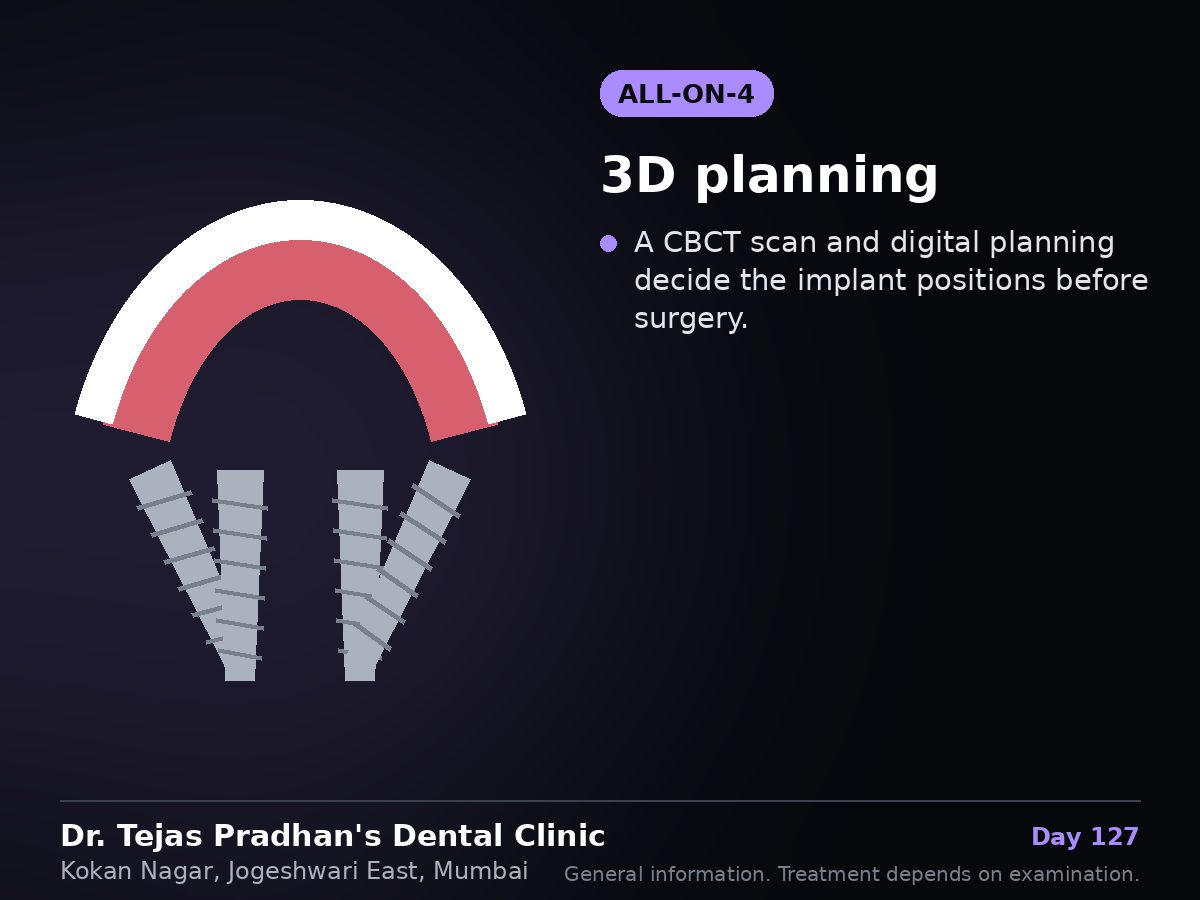 ALL-ON-4
3D planning
A CBCT scan and digital planning
decide the implant positions before
surgery.
Dr. Tejas Pradhan's Dental Clinic
Day 127
Kokan Nagar, Jogeshwari East, Mumbai
General information. Treatment depends on examination.